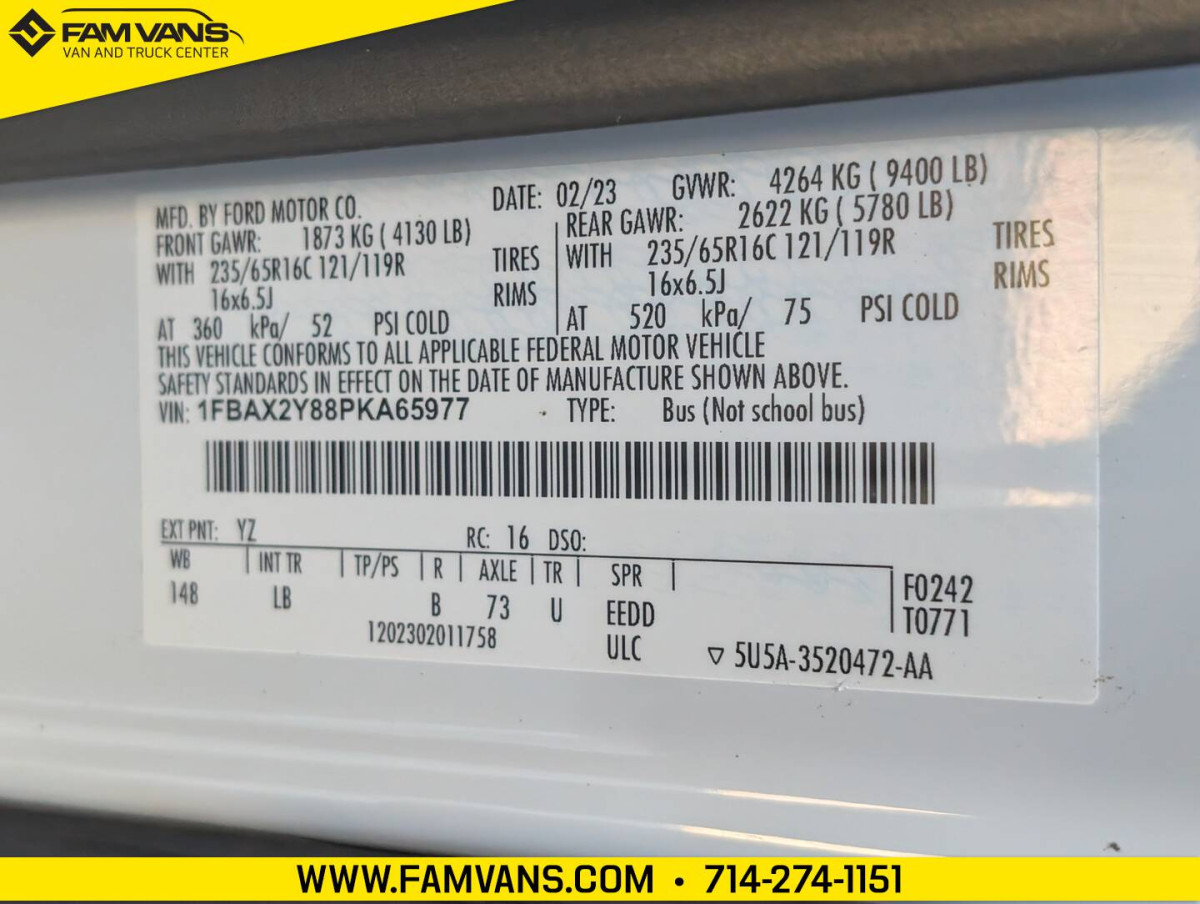 FAM VANS
VAN AND TRUCK CENTER
MFD. BY FORD MOTOR CO. DATE: 02/23 GVWR: 4264 KG ( 9400 LB)
FRONT GAWR: 1873 KG ( 4130 LB) REAR GAWR: 2622 KG ( 5780 LB)
WITH 235/65R16C 121/119R TIRES WITH 235/65R16C 121/119R TIRES
16x6.5J RIMS 16x6.5J RIMS
AT 360 kPa/ 52 PSI COLD AT 520 kPa/ 75 PSI COLD
THIS VEHICLE CONFORMS TO ALL APPLICABLE FEDERAL MOTOR VEHICLE
SAFETY STANDARDS IN EFFECT ON THE DATE OF MANUFACTURE SHOWN ABOVE.
VIN: 1FBAX2Y88PKA65977 TYPE: Bus (Not school bus)
EXT PNT: YZ RC: 16 DSO:
WB INT TR TP/PS R AXLE TR SPR F0242
148 LB B 73 U EEDD T0771
1202302011758 ULC ▽ 5U5A-3520472-AA
WWW.FAMVANS.COM • 714-274-1151